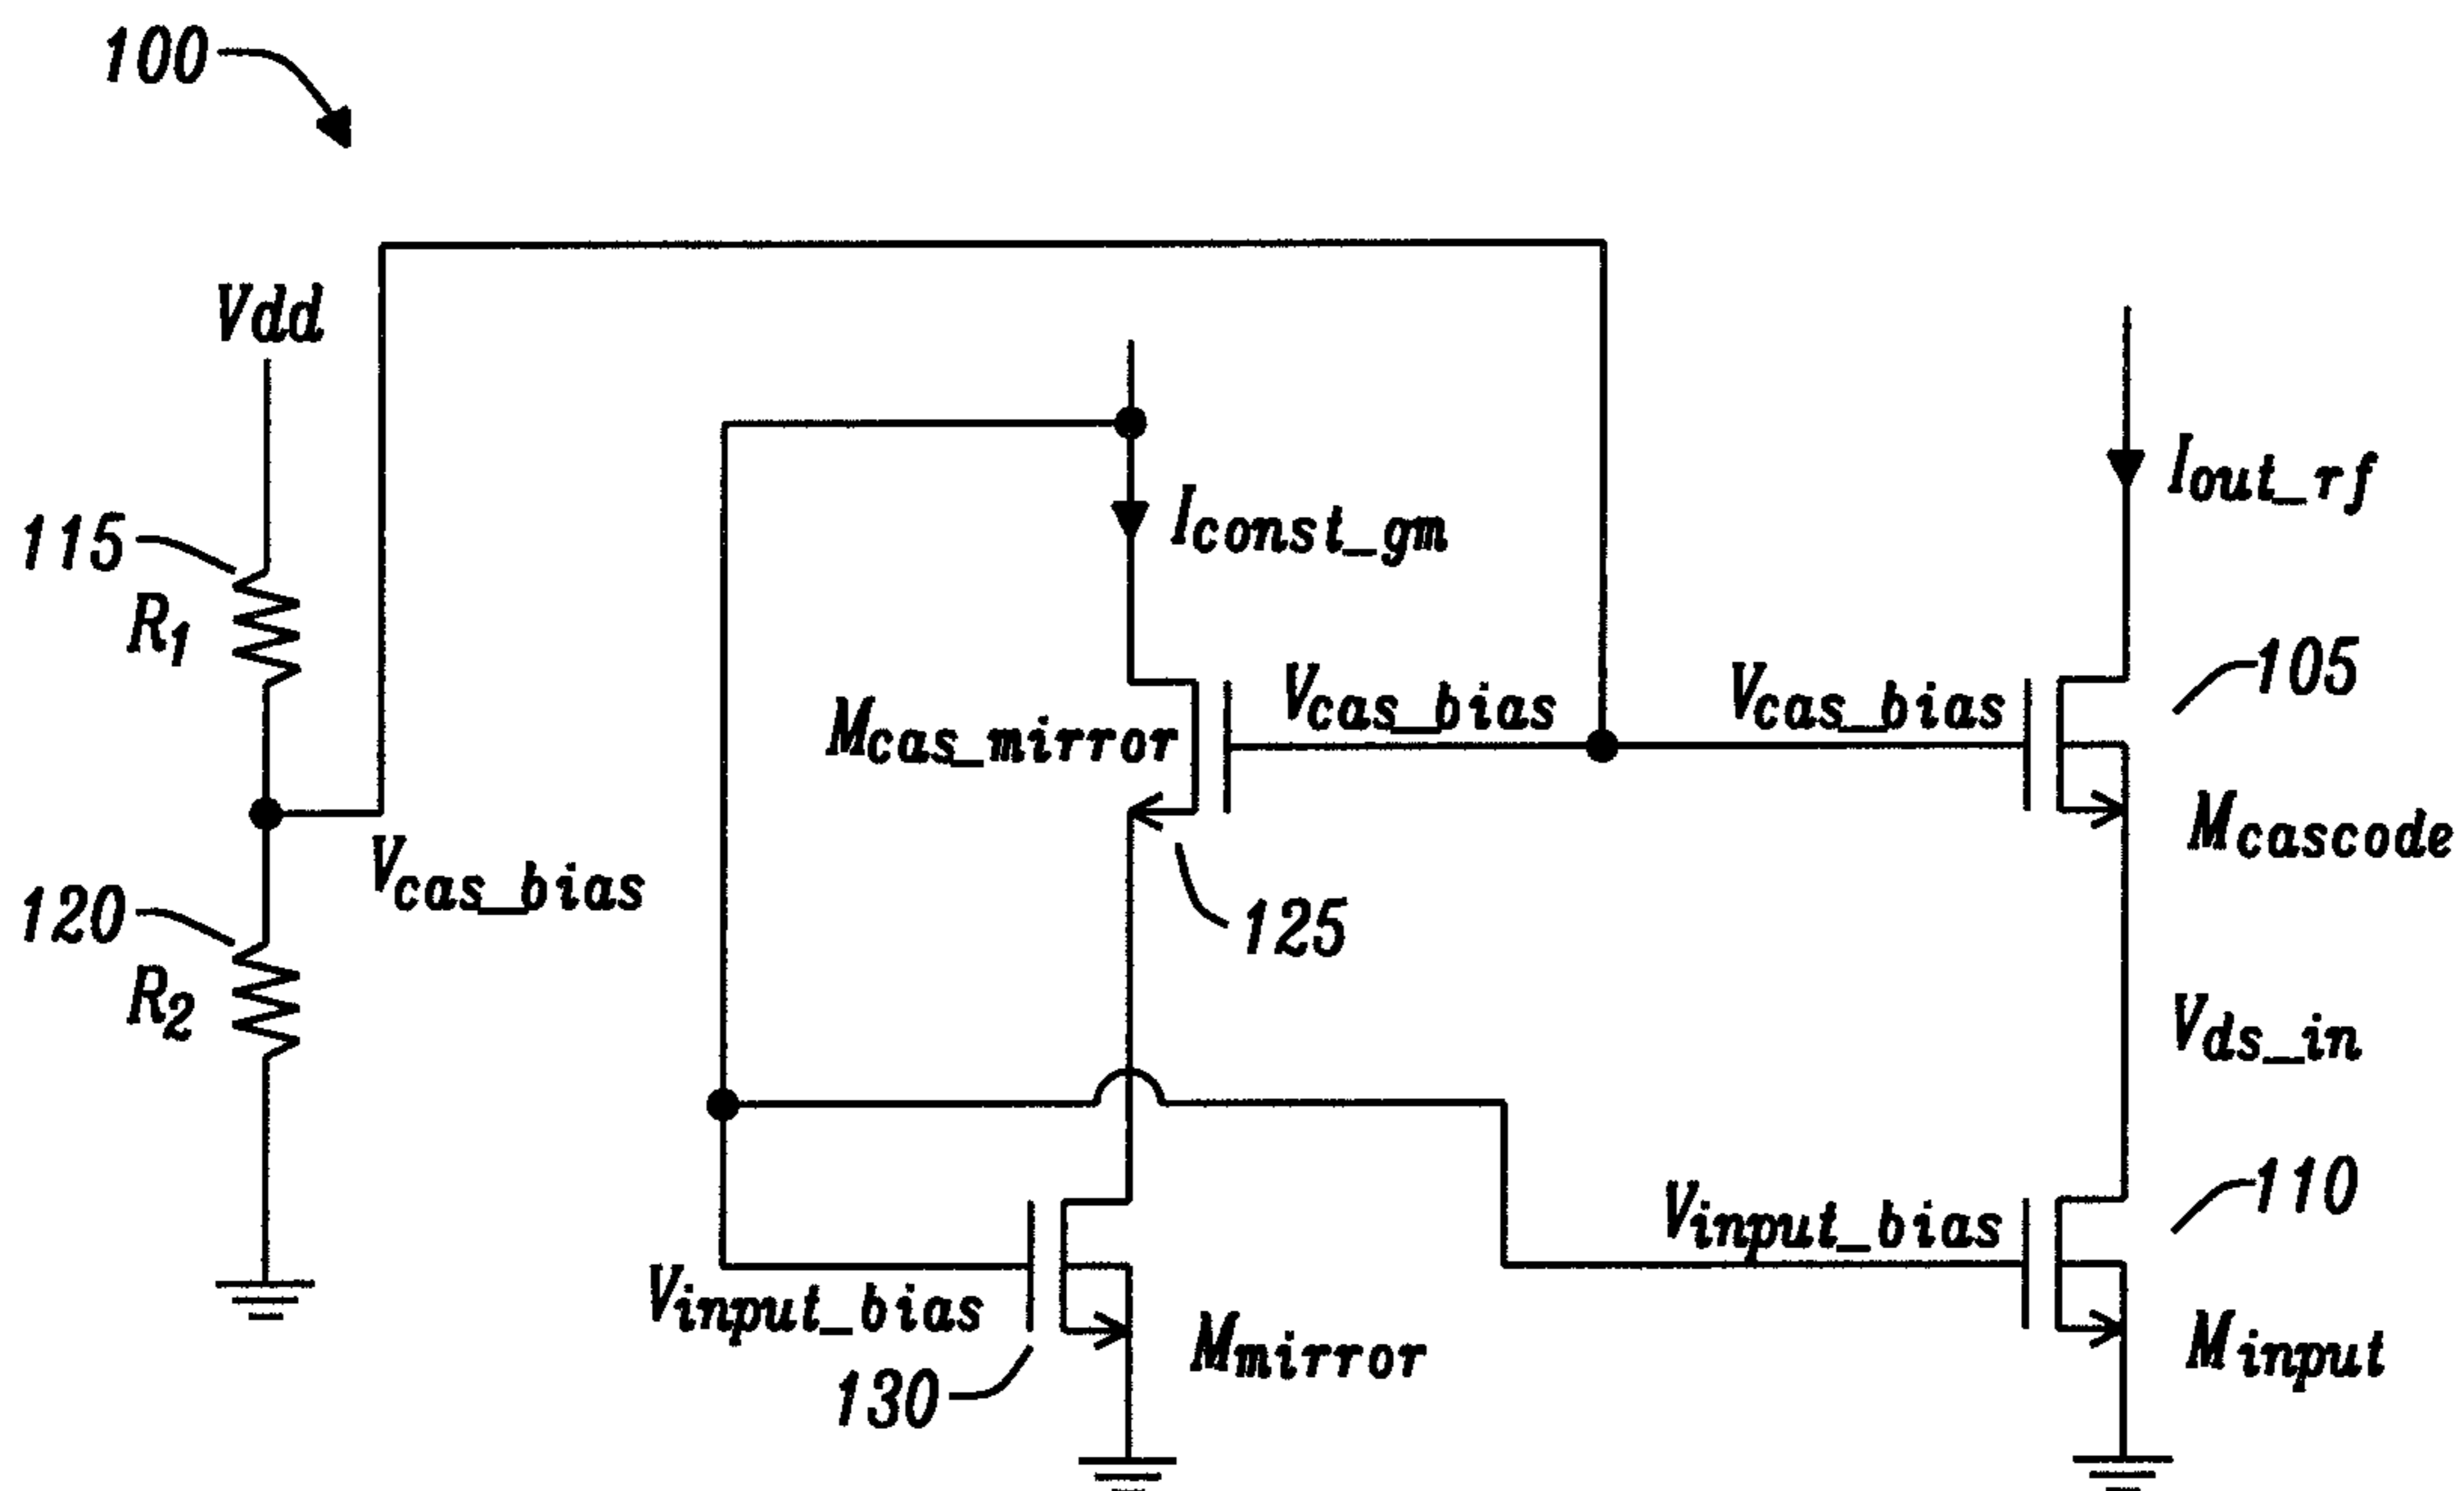 100
Vdd
115
R1
120
R2
Vcas_bias
Iconst_gm
Iout_rf
Mcas_mirror
Vcas_bias
Vcas_bias
105
Mcascode
125
Vds_in
Vinput_bias
130
Mmirror
Vinput_bias
110
Minput